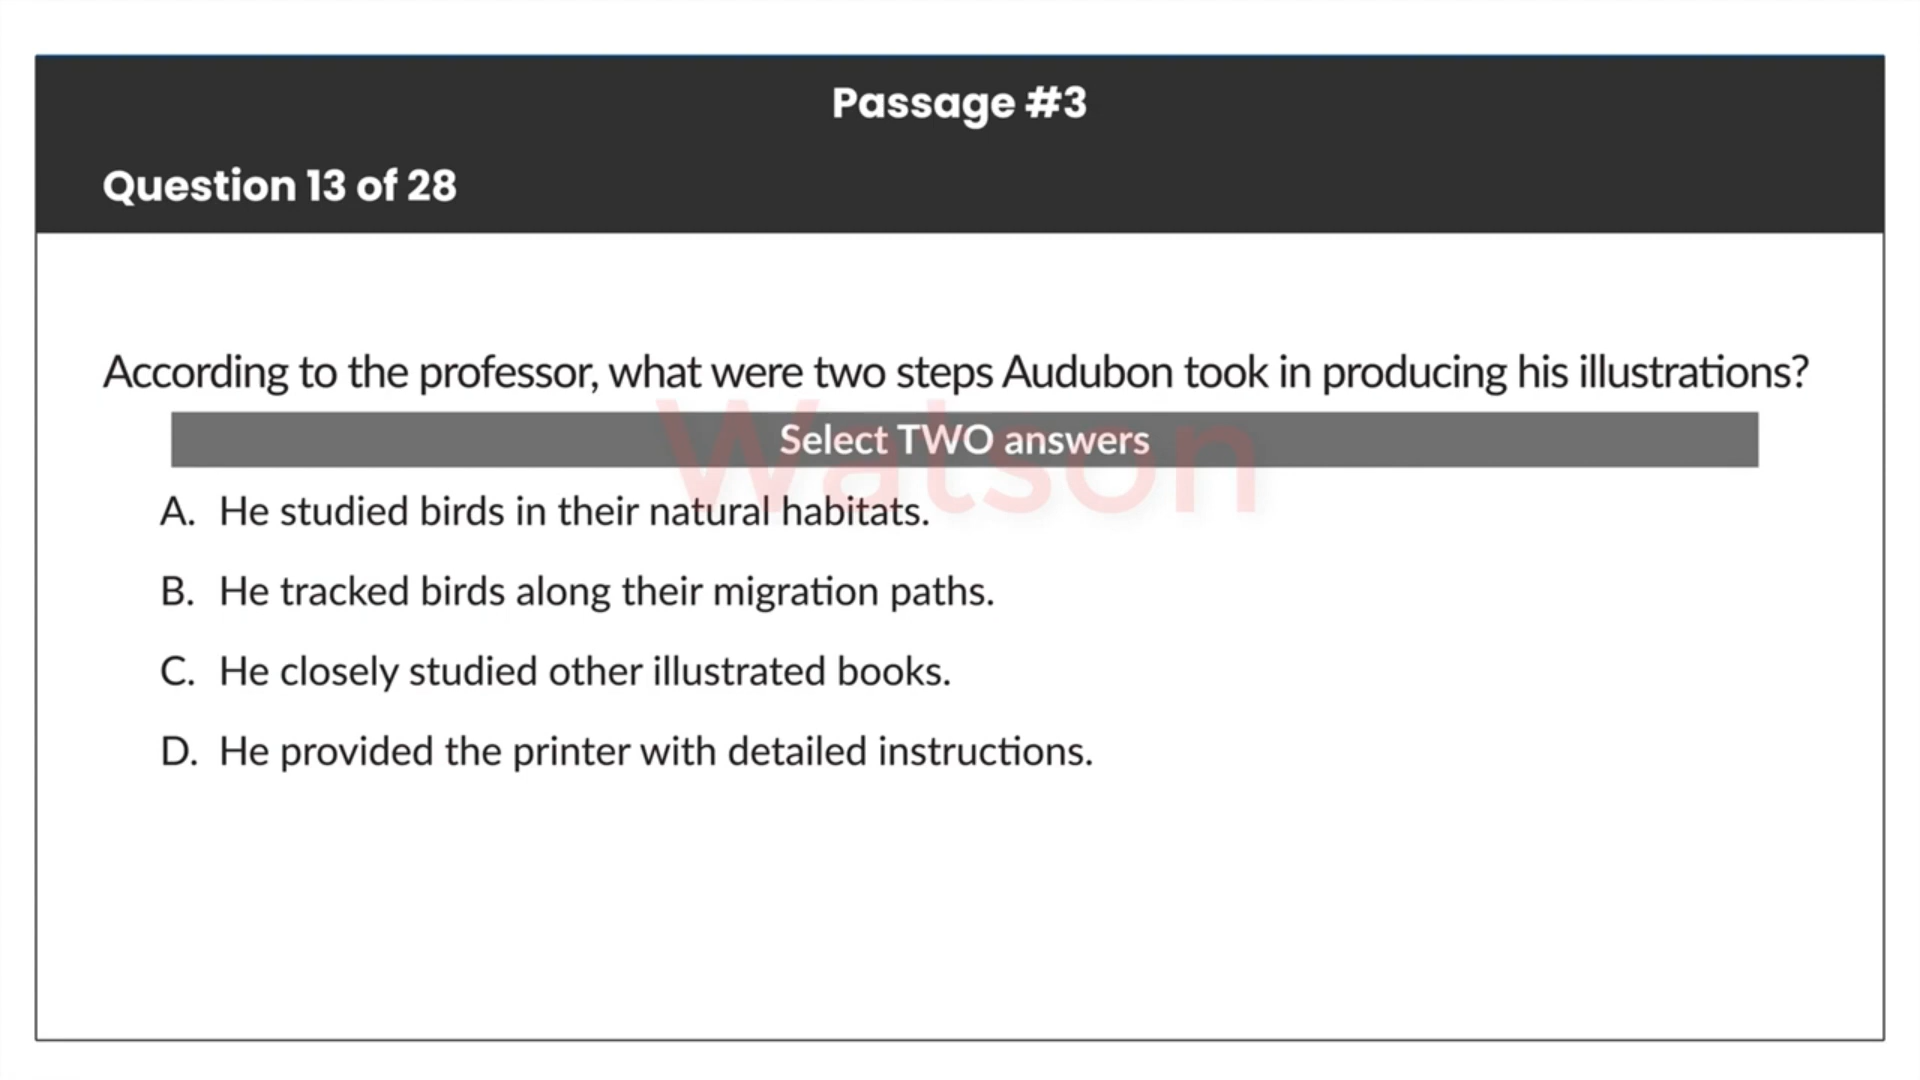 Passage #3
Question 13 of 28
According to the professor, what were two steps Audubon took in producing his illustrations?
Select TWO answers
Watson
A. He studied birds in their natural habitats.
B. He tracked birds along their migration paths.
C. He closely studied other illustrated books.
D. He provided the printer with detailed instructions.